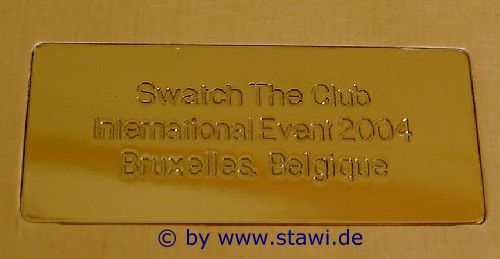 Swatch The Club
International Event 2004
Bruxelles, Belgique
© by www.stawi.de